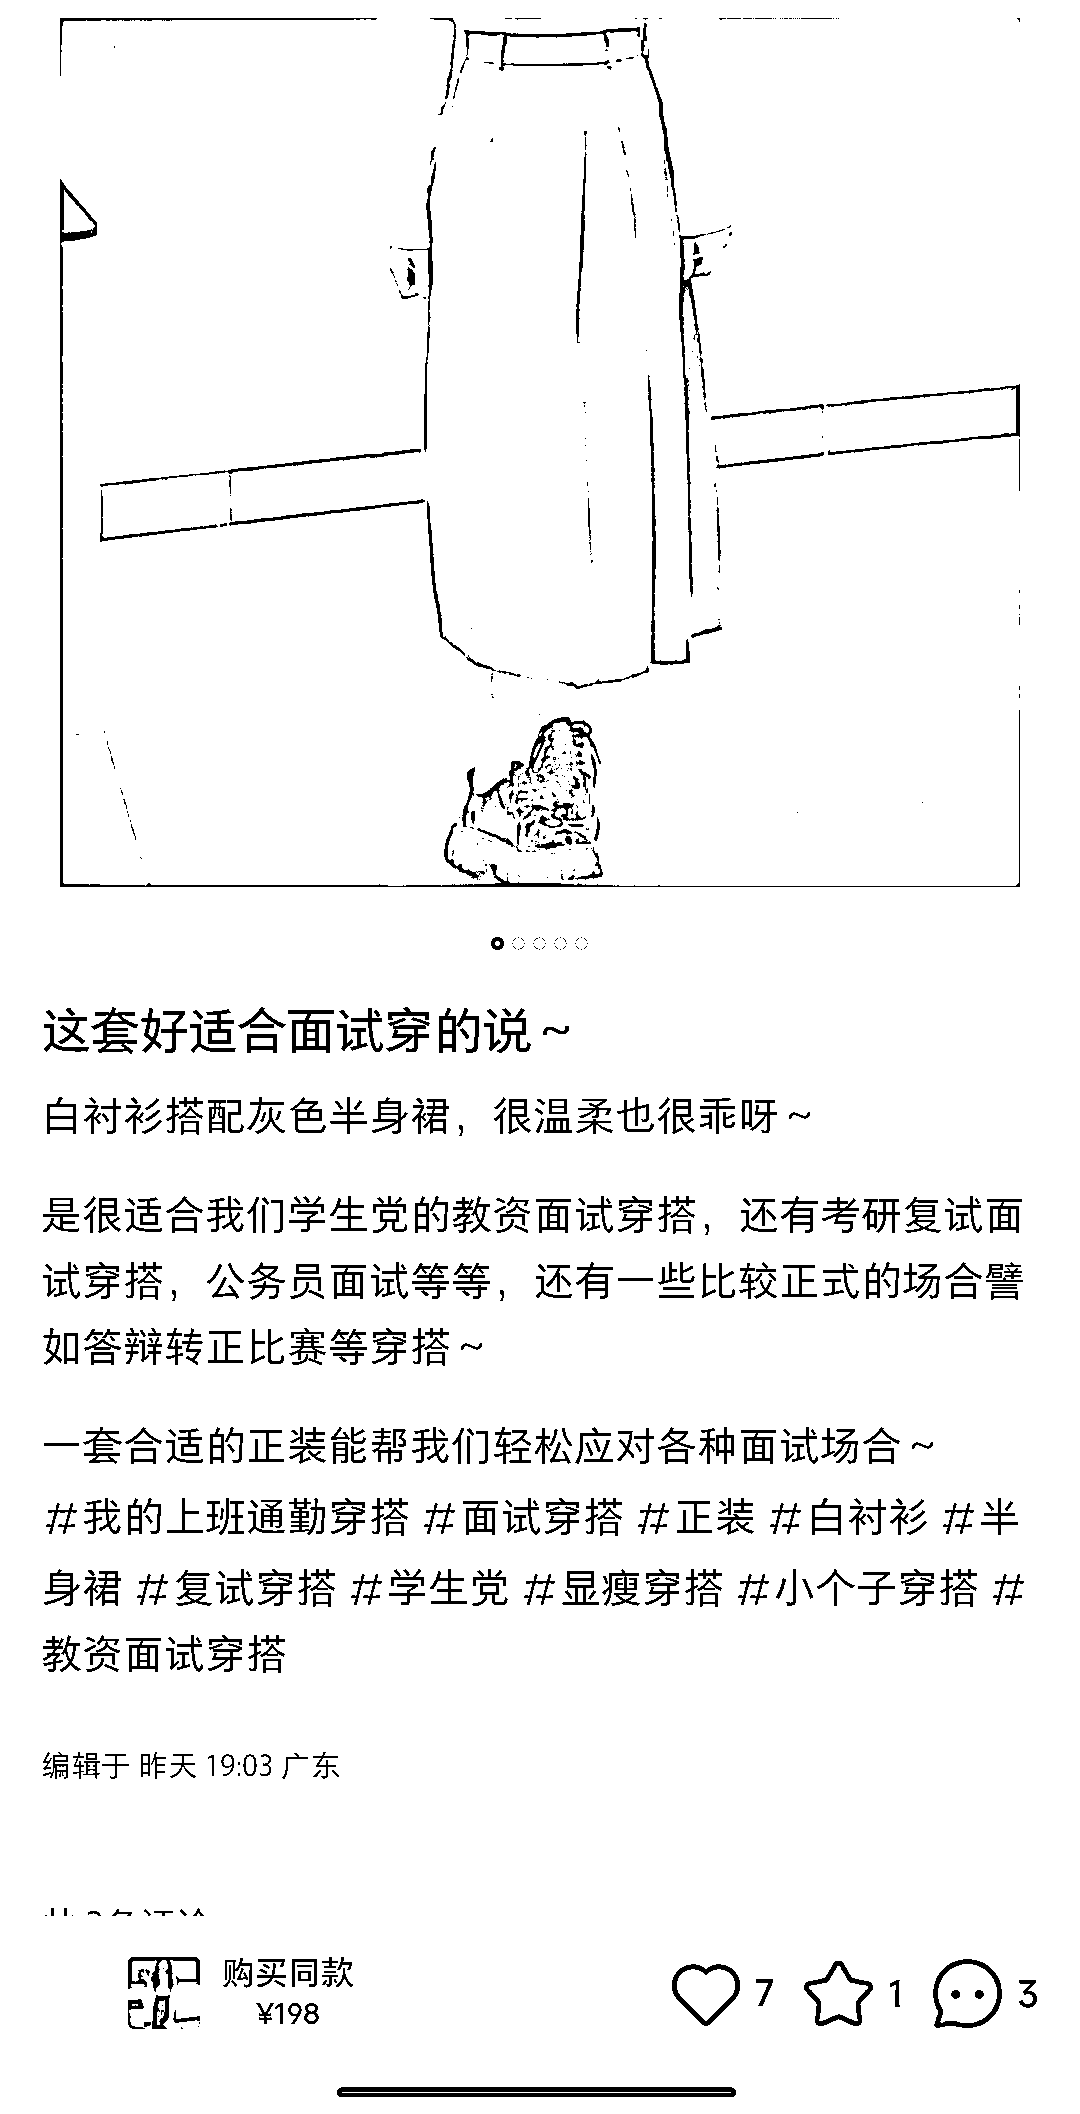 这套好适合面试穿的说～
白衬衫搭配灰色半身裙，很温柔也很乖呀～
是很适合我们学生党的教资面试穿搭，还有考研复试面
试穿搭，公务员面试等等，还有一些比较正式的场合譬
如答辩转正比赛等穿搭～
一套合适的正装能帮我们轻松应对各种面试场合～
#我的上班通勤穿搭 #面试穿搭 #正装 #白衬衫 #半
身裙 #复试穿搭 #学生党 #显瘦穿搭 #小个子穿搭 #
教资面试穿搭
编辑于 昨天 19:03 广东
购买同款
¥198
7
1
3